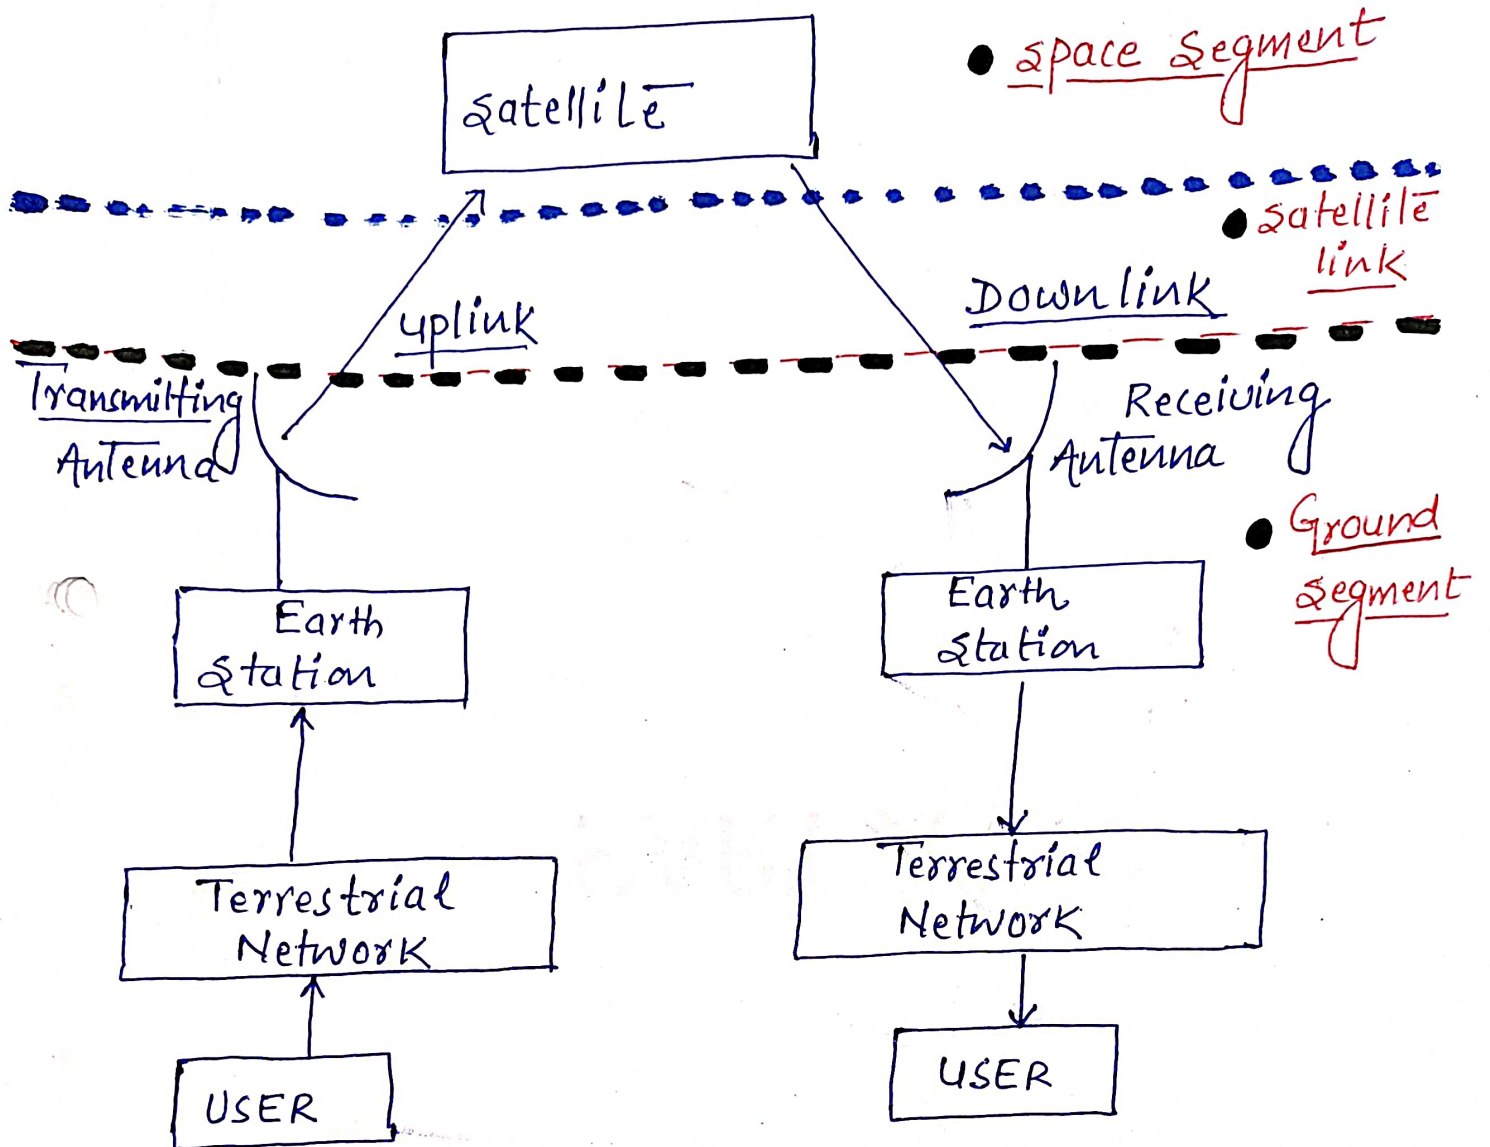 Satellite
Space Segment
Satellite
link
Uplink
Downlink
Transmitting
Antenna
Receiving
Antenna
Ground
Segment
Earth
Station
Earth
Station
Terrestrial
Network
Terrestrial
Network
USER
USER